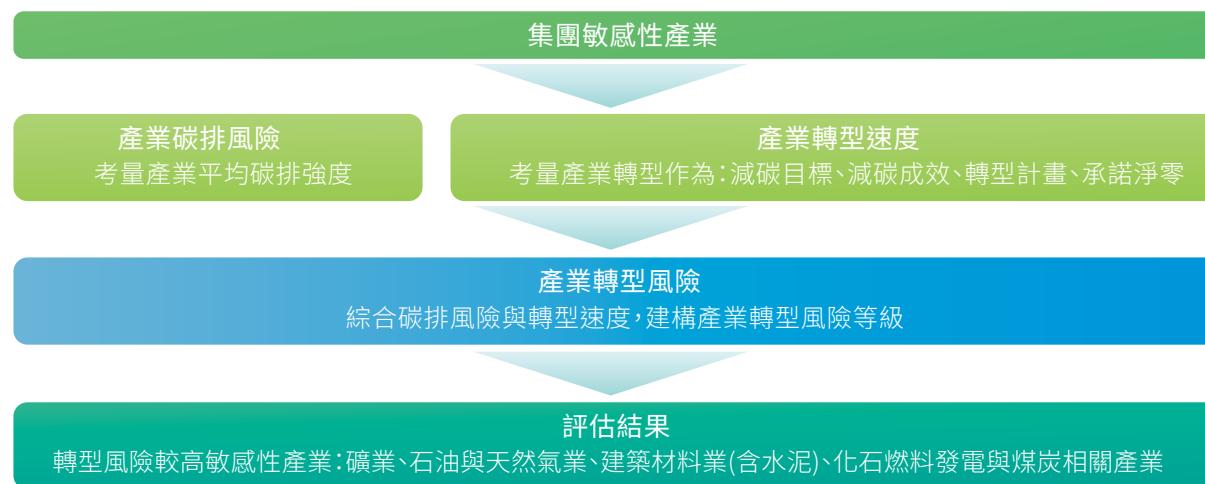 集團敏感性產業
產業碳排風險
考量產業平均碳排強度
產業轉型速度
考量產業轉型作為:減碳目標、減碳成效、轉型計畫、承諾淨零
產業轉型風險
綜合碳排風險與轉型速度,建構產業轉型風險等級
評估結果
轉型風險較高敏感性產業:礦業、石油與天然氣業、建築材料業(含水泥)、化石燃料發電與煤炭相關產業